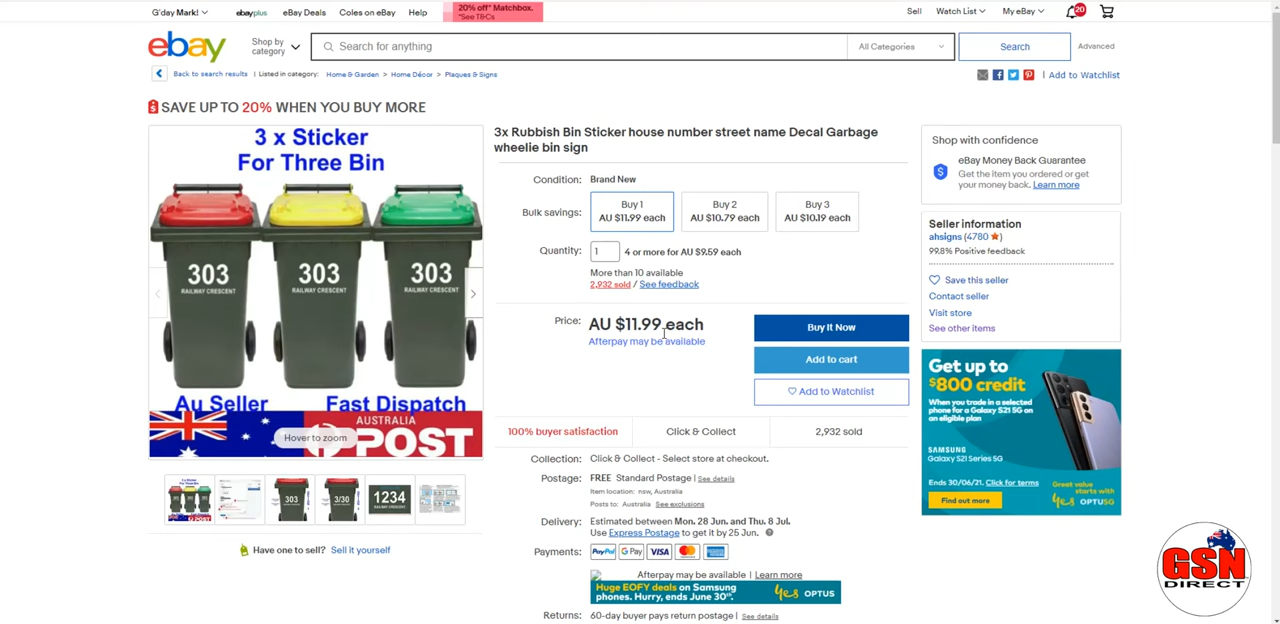 G'day Mark!
ebayplus
eBay Deals
Coles on eBay
Help
20% off* Matchbox.
*See T&Cs
Sell
Watch List
My eBay
20
ebay
Shop by
category
Search for anything
All Categories
Search
Advanced
Back to search results | Listed in category: Home & Garden > Home Décor > Plaques & Signs
| Add to Watchlist
$ SAVE UP TO 20% WHEN YOU BUY MORE
3 x Sticker
For Three Bin
303
RAILWAY CRESCENT
303
RAILWAY CRESCENT
303
RAILWAY CRESCENT
Au Seller
Fast Dispatch
AUSTRALIA
POST
Hover to zoom
303
3/30
1234
Have one to sell? Sell it yourself
3x Rubbish Bin Sticker house number street name Decal Garbage
wheelie bin sign
Condition: Brand New
Bulk savings:
Buy 1
AU $11.99 each
Buy 2
AU $10.79 each
Buy 3
AU $10.19 each
Quantity: 1 4 or more for AU $9.59 each
More than 10 available
2,932 sold / See feedback
Price: AU $11.99 each
Afterpay may be available
Buy It Now
Add to cart
Add to Watchlist
100% buyer satisfaction
Click & Collect
2,932 sold
Collection: Click & Collect - Select store at checkout.
Postage: FREE Standard Postage | See details
Item location: nsw, Australia
Posts to: Australia See exclusions
Delivery: Estimated between Mon. 28 Jun. and Thu. 8 Jul.
Use Express Postage to get it by 25 Jun.
Payments: PayPal G Pay VISA
Afterpay may be available | Learn more
Huge EOFY deals on Samsung
phones. Hurry, ends June 30th.
yes OPTUS
Returns: 60-day buyer pays return postage | See details
Shop with confidence
eBay Money Back Guarantee
Get the item you ordered or get
your money back. Learn more
Seller information
ahsigns (4780 )
99.8% Positive feedback
Save this seller
Contact seller
Visit store
See other items
Get up to
$800 credit
When you trade in a selected
phone for a Galaxy S21 5G on
an eligible plan
SAMSUNG
Galaxy S21 Series 5G
Ends 30/06/21. Click for terms
Find out more
Great value
starts with
yes OPTUS
GSN
DIRECT